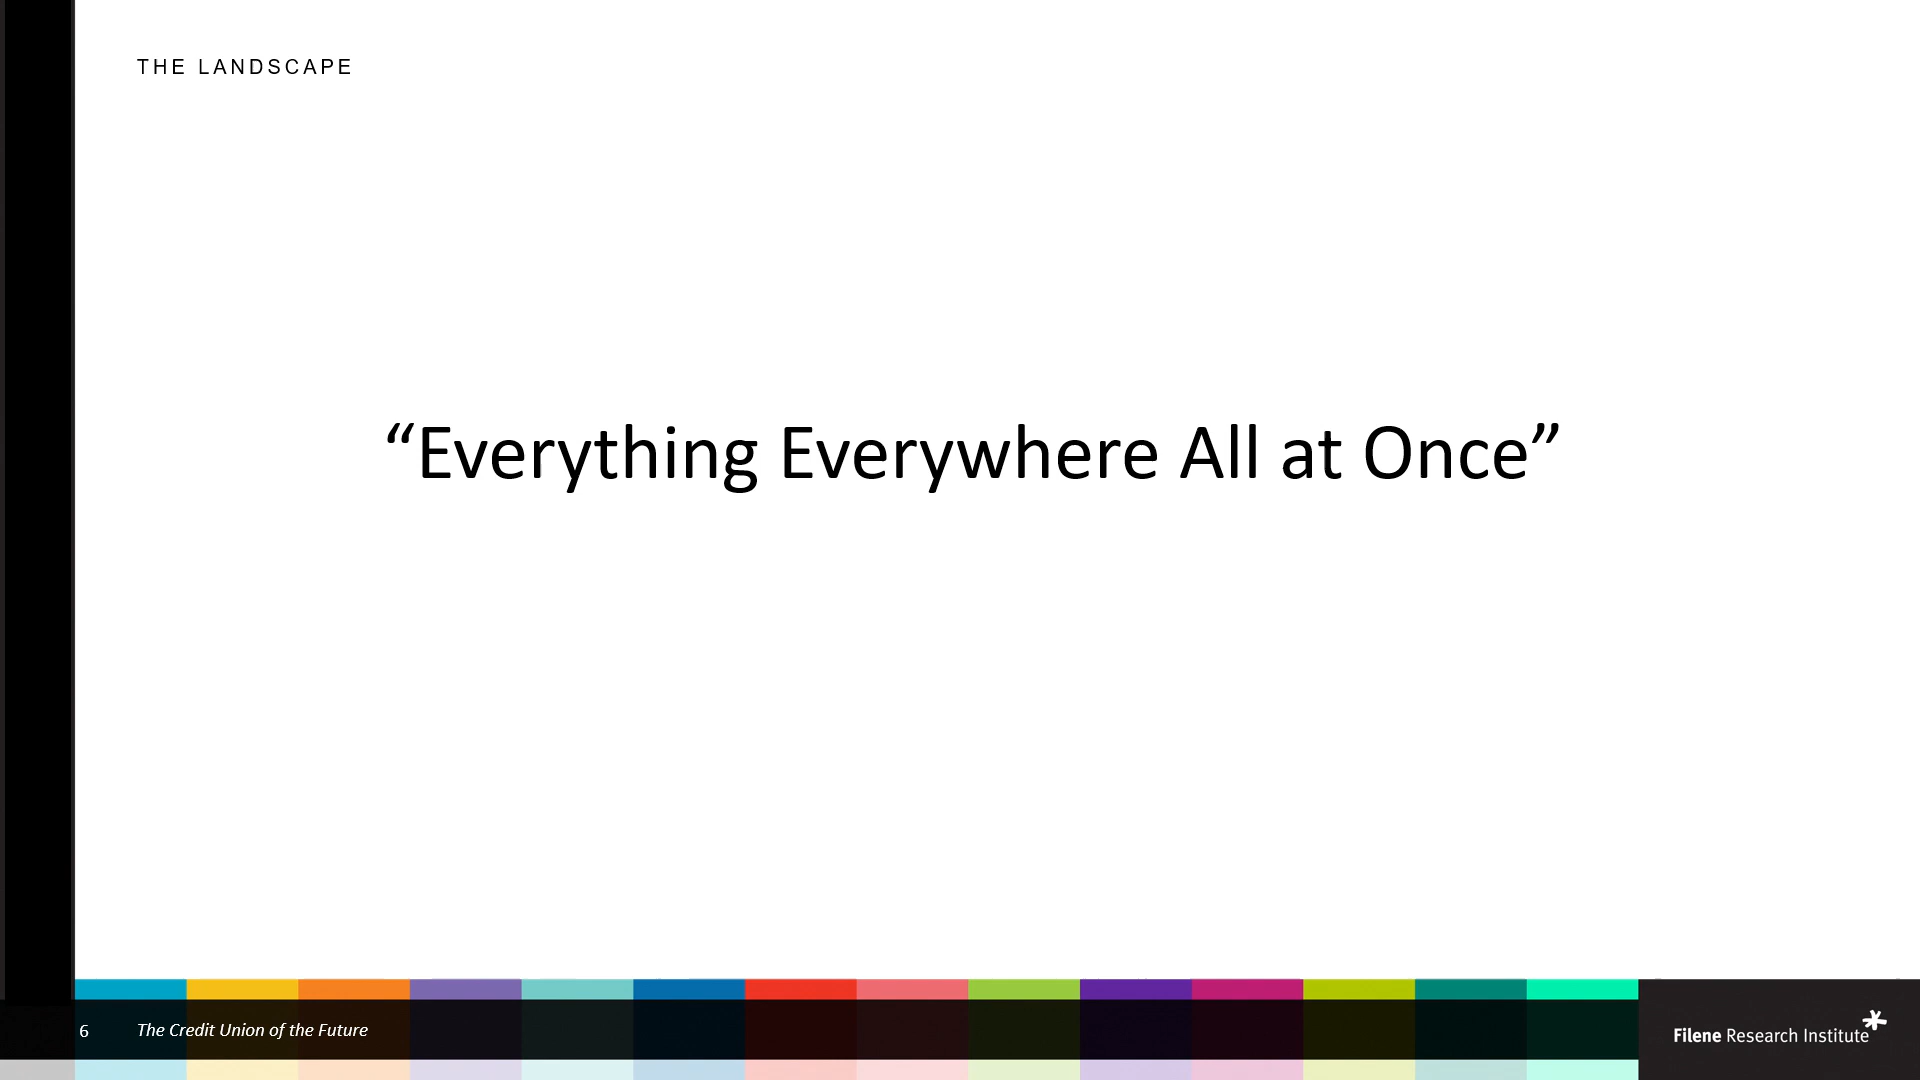 THE LANDSCAPE
“Everything Everywhere All at Once”
6
The Credit Union of the Future
Filene Research Institute